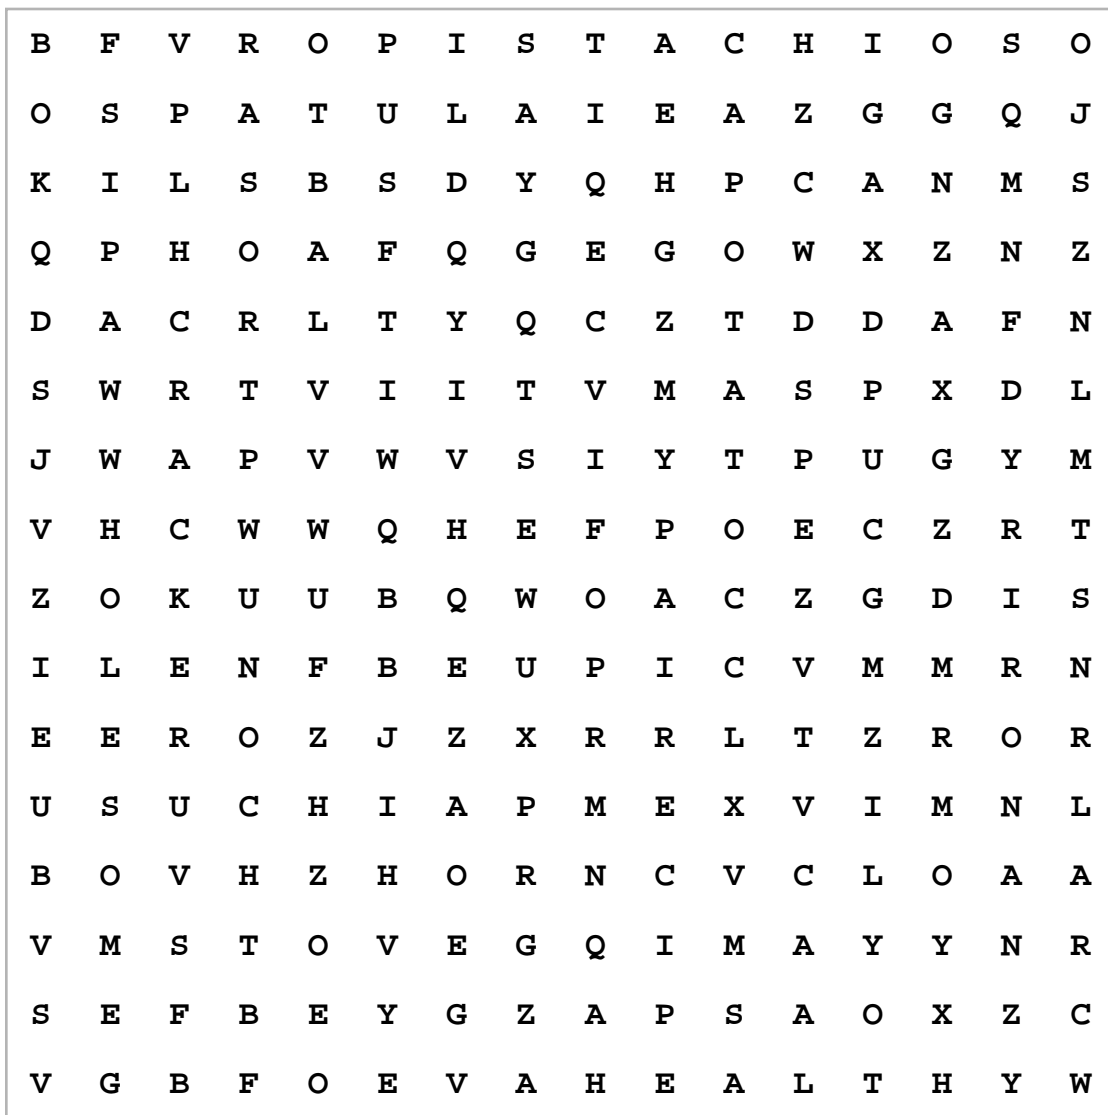 B F V R O P I S T A C H I O S O
O S P A T U L A I E A Z G G Q J
K I L S B S D Y Q H P C A N M S
Q P H O A F Q G E G O W X Z N Z
D A C R L T Y Q C Z T D D A F N
S W R T V I I T V M A S P X D L
J W A P V W V S I Y T P U G Y M
V H C W W Q H E F P O E C Z R T
Z O K U U B Q W O A C Z G D I S
I L E N F B E U P I C V M M R N
E E R O Z J Z X R R L T Z R O R
U S U C H I A P M E X V I M N L
B O V H Z H O R N C V C L O A A
V M S T O V E G Q I M A Y Y N R
S E F B E Y G Z A P S A O X Z C
V G B F O E V A H E A L T H Y W